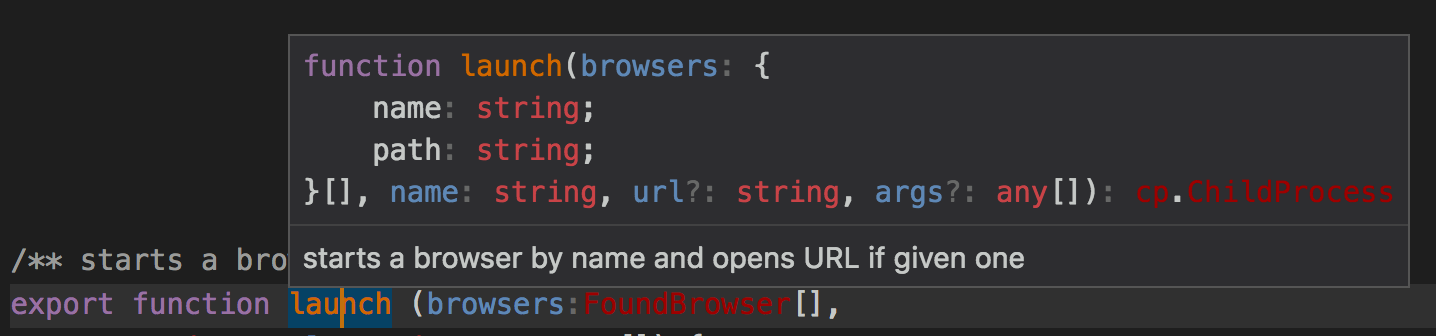 function launch(browsers: {
    name: string;
    path: string;
}[], name: string, url?: string, args?: any[]): cp.ChildProcess
starts a browser by name and opens URL if given one
/** starts a bro
export function launch (browsers:FoundBrowser[],